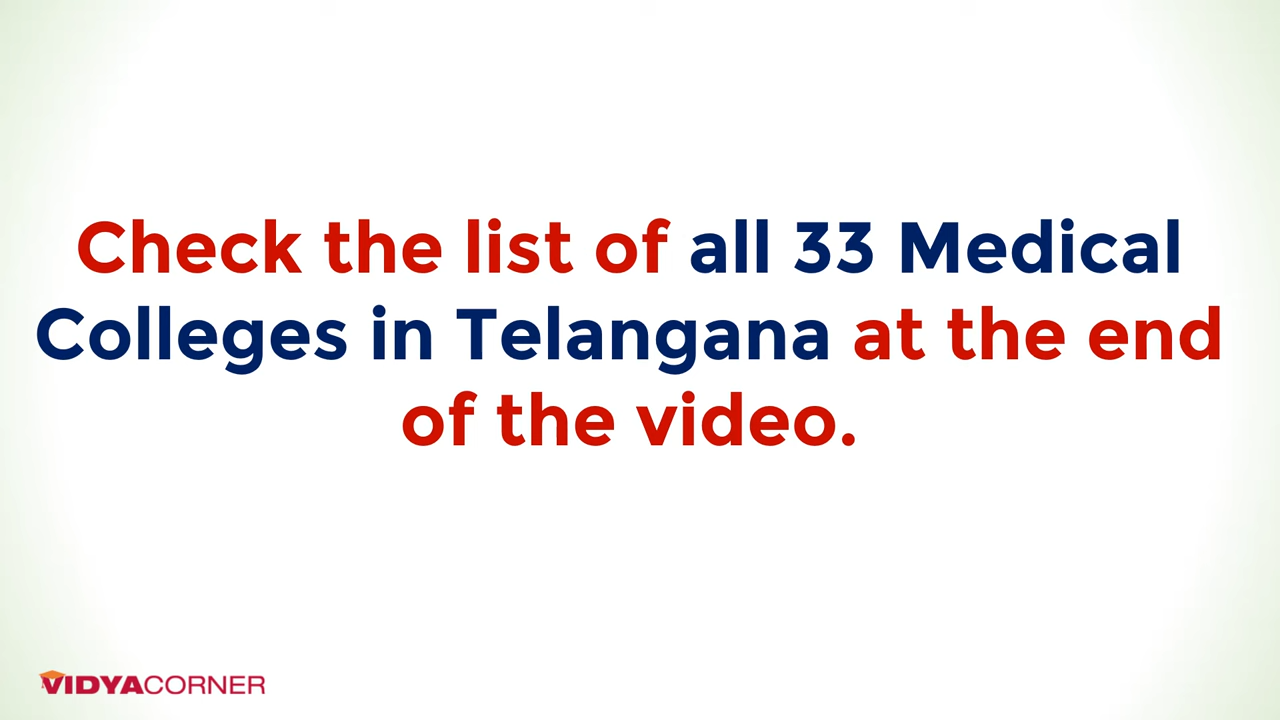 Check the list of all 33 Medical
Colleges in Telangana at the end
of the video.
VIDYACORNER